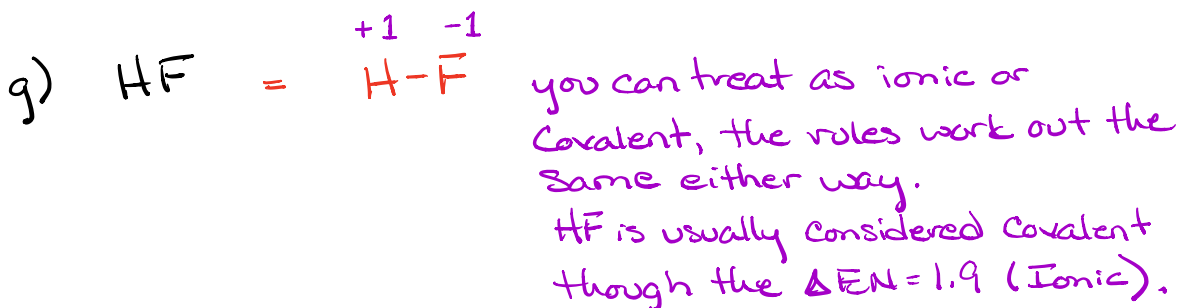 +1 -1
g) HF = H-F you can treat as ionic or
Covalent, the rules work out the
same either way.
HF is usually considered covalent
though the ΔEN = 1.9 (Ionic).